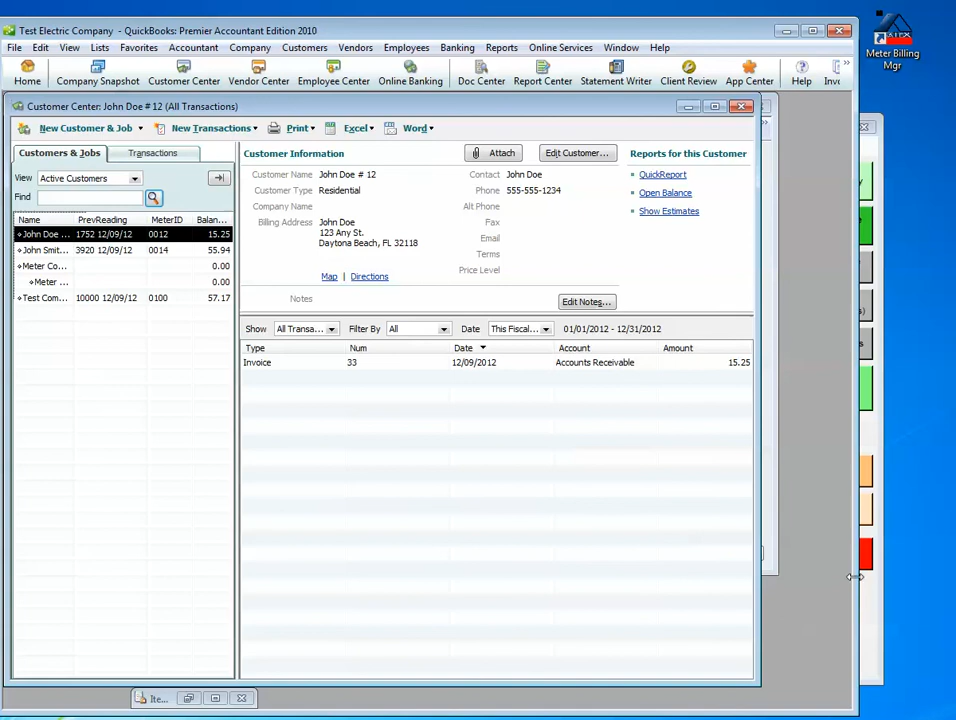 Test Electric Company - QuickBooks: Premier Accountant Edition 2010
File Edit View Lists Favorites Accountant Company Customers Vendors Employees Banking Reports Online Services Window Help
Home Company Snapshot Customer Center Vendor Center Employee Center Online Banking Doc Center Report Center Statement Writer Client Review App Center Help
Meter Billing
Mgr
Customer Center: John Doe # 12 (All Transactions)
New Customer & Job New Transactions Print Excel Word
Customers & Jobs Transactions
View Active Customers
Find
Name PrevReading MeterID Balan...
John Doe ... 1752 12/09/12 0012 15.25
John Smit... 3920 12/09/12 0014 55.94
Meter Co... 0.00
Meter ... 0.00
Test Com... 10000 12/09/12 0100 57.17
Customer Information Attach Edit Customer...
Customer Name John Doe # 12
Customer Type Residential
Company Name
Billing Address John Doe
123 Any St.
Daytona Beach, FL 32118
Map | Directions
Contact John Doe
Phone 555-555-1234
Alt Phone
Fax
Email
Terms
Price Level
Notes Edit Notes...
Reports for this Customer
QuickReport
Open Balance
Show Estimates
Show All Transa... Filter By All Date This Fiscal... 01/01/2012 - 12/31/2012
Type Num Date Account Amount
Invoice 33 12/09/2012 Accounts Receivable 15.25
Ite...